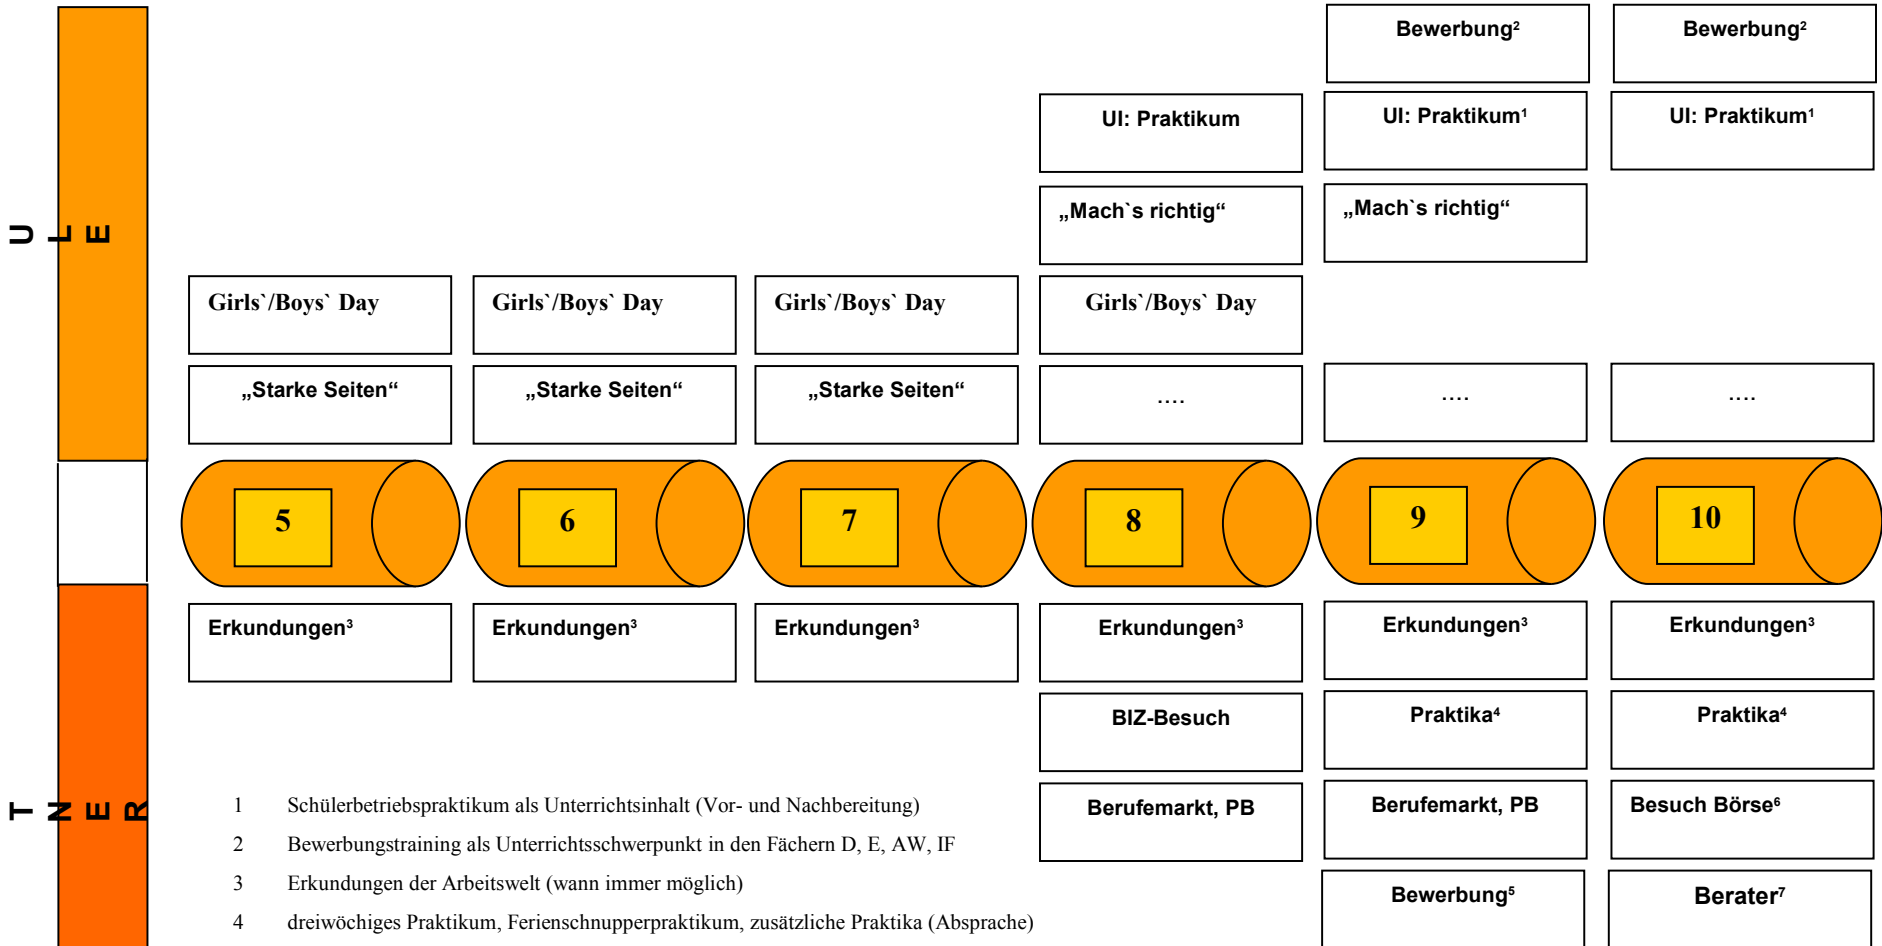 Bewerbung² Bewerbung²
UI: Praktikum UI: Praktikum¹ UI: Praktikum¹
„Mach`s richtig“ „Mach`s richtig“
U L E
Girls`/Boys` Day Girls`/Boys` Day Girls`/Boys` Day Girls`/Boys` Day
„Starke Seiten“ „Starke Seiten“ „Starke Seiten“ .... .... ....
5 6 7 8 9 10
Erkundungen³ Erkundungen³ Erkundungen³ Erkundungen³ Erkundungen³ Erkundungen³
BIZ-Besuch Praktika⁴ Praktika⁴
T N E R
Berufemarkt, PB Berufemarkt, PB Besuch Börse⁶
Bewerbung⁵ Berater⁷
1 Schülerbetriebspraktikum als Unterrichtsinhalt (Vor- und Nachbereitung)
2 Bewerbungstraining als Unterrichtsschwerpunkt in den Fächern D, E, AW, IF
3 Erkundungen der Arbeitswelt (wann immer möglich)
4 dreiwöchiges Praktikum, Ferienschnupperpraktikum, zusätzliche Praktika (Absprache)